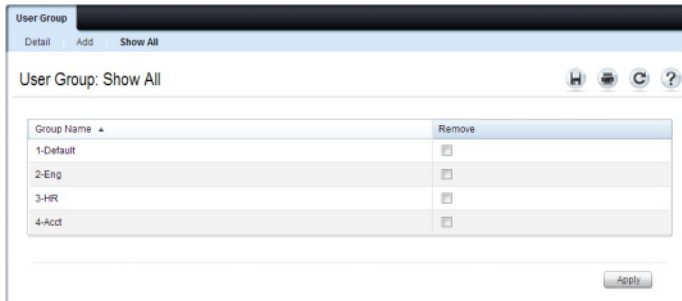 User Group
Detail Add Show All
User Group: Show All
Group Name Remove
1-Default
2-Eng
3-HR
4-Acct
Apply